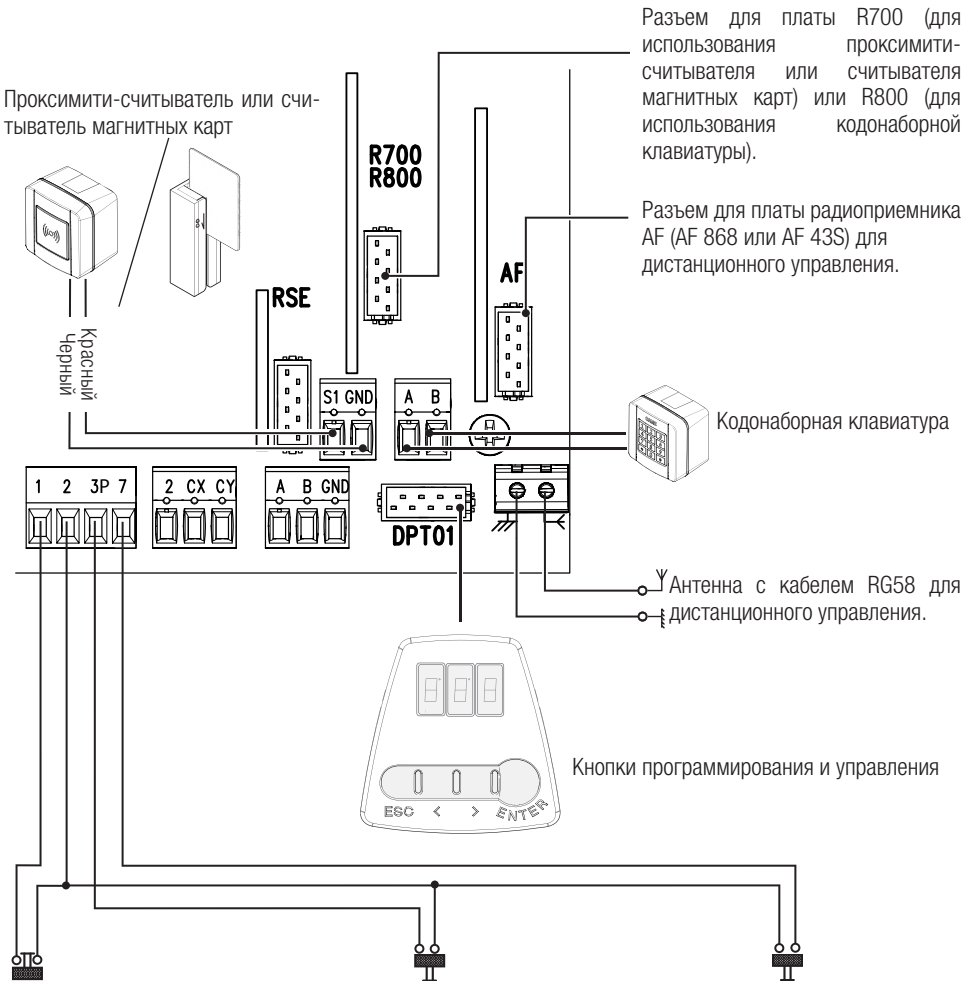 Разъем для платы R700 (для
использования проксимити-
считывателя или считывателя
магнитных карт) или R800 (для
использования кодонаборной
клавиатуры).
Проксимити-считыватель или счи-
тыватель магнитных карт
R700
R800
Разъем для платы радиоприемника
AF (AF 868 или AF 43S) для
дистанционного управления.
AF
RSE
Красный
Черный
S1 GND
A B
Кодонаборная клавиатура
1 2 3P 7
2 CX CY
A B GND
DPT01
Антенна с кабелем RG58 для
дистанционного управления.
Кнопки программирования и управления
ESC < > ENTER